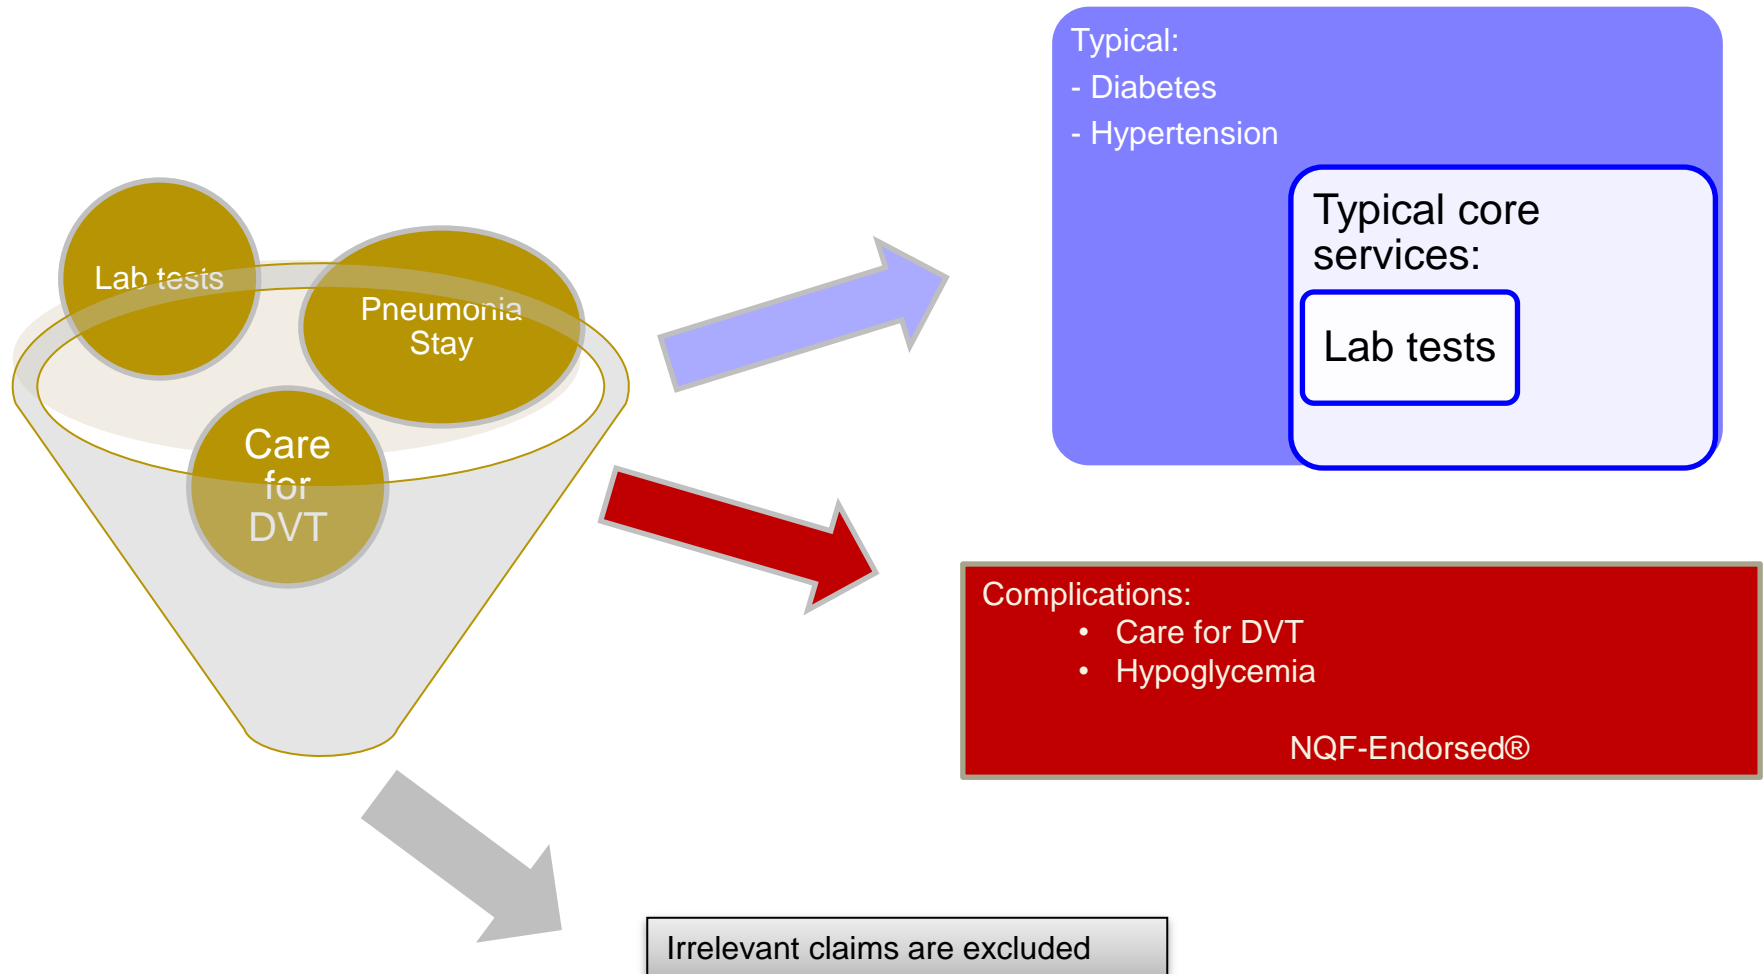 Typical:
- Diabetes
- Hypertension
Typical core
services:
Lab tests
Lab tests
Pneumonia
Stay
Care
for
DVT
Complications:
• Care for DVT
• Hypoglycemia
NQF-Endorsed®
Irrelevant claims are excluded